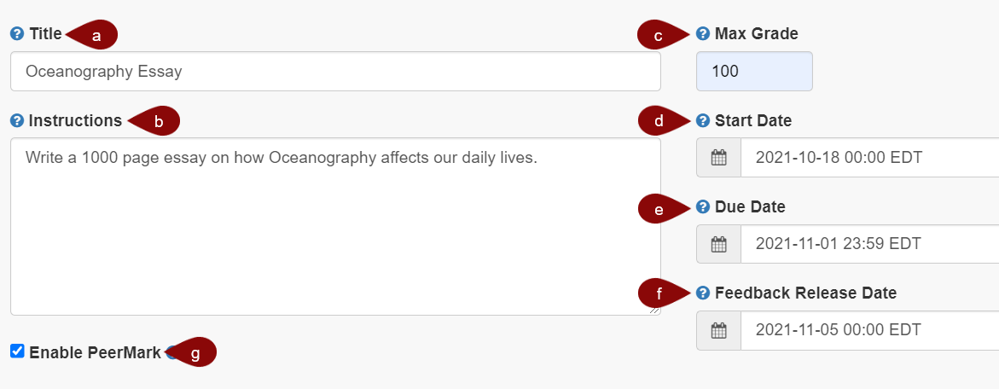 Title a
Oceanography Essay
Instructions b
Write a 1000 page essay on how Oceanography affects our daily lives.
Enable PeerMark g
c Max Grade
100
d Start Date
2021-10-18 00:00 EDT
e Due Date
2021-11-01 23:59 EDT
f Feedback Release Date
2021-11-05 00:00 EDT